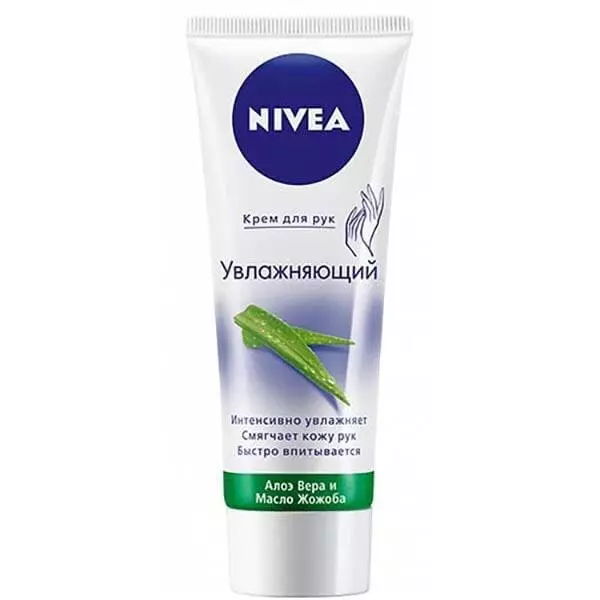 NIVEA
Крем для рук
Увлажняющий
Интенсивно увлажняет
Смягчает кожу рук
Быстро впитывается
Алоэ Вера и
Масло Жожоба